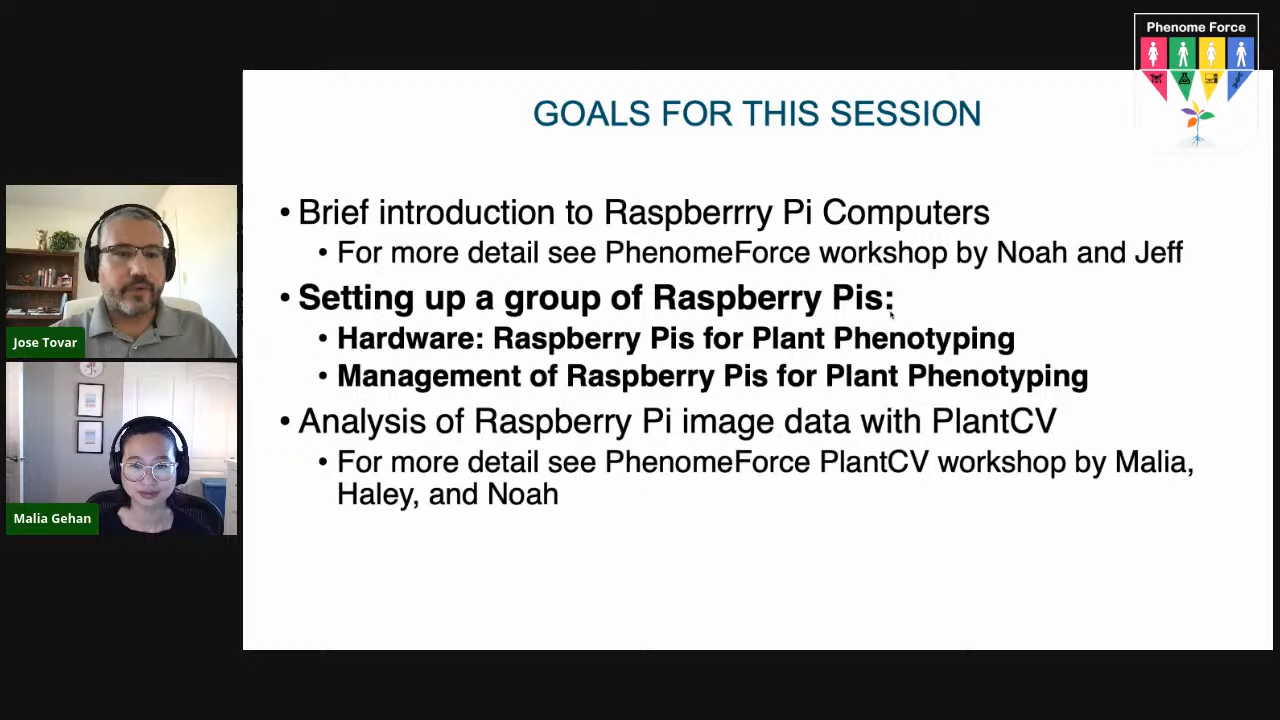 Phenome Force
GOALS FOR THIS SESSION
• Brief introduction to Raspberrry Pi Computers
• For more detail see PhenomeForce workshop by Noah and Jeff
• Setting up a group of Raspberry Pis:
• Hardware: Raspberry Pis for Plant Phenotyping
• Management of Raspberry Pis for Plant Phenotyping
• Analysis of Raspberry Pi image data with PlantCV
• For more detail see PhenomeForce PlantCV workshop by Malia,
Haley, and Noah
Jose Tovar
Malia Gehan